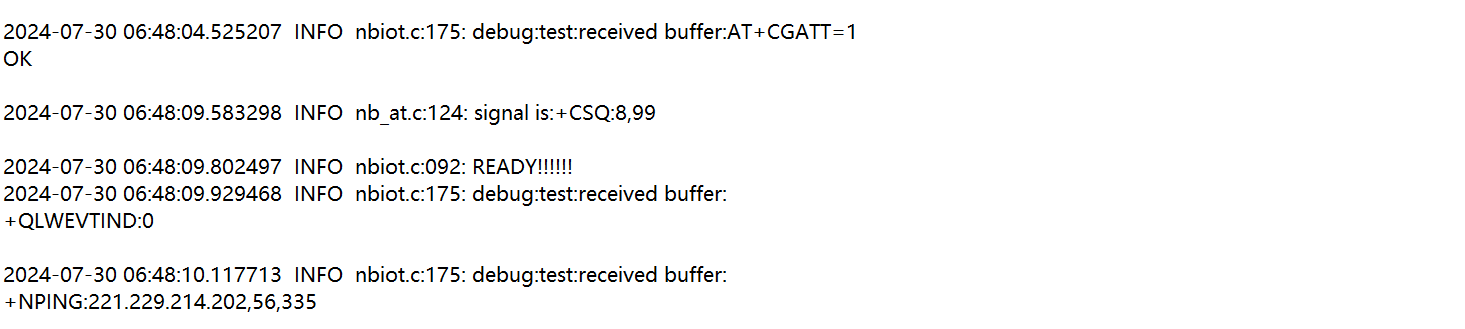 2024-07-30 06:48:04.525207  INFO  nbiot.c:175: debug:test:received buffer:AT+CGATT=1
OK
2024-07-30 06:48:09.583298  INFO  nb_at.c:124: signal is:+CSQ:8,99
2024-07-30 06:48:09.802497  INFO  nbiot.c:092: READY!!!!!!
2024-07-30 06:48:09.929468  INFO  nbiot.c:175: debug:test:received buffer:
+QLWEVTIND:0
2024-07-30 06:48:10.117713  INFO  nbiot.c:175: debug:test:received buffer:
+NPING:221.229.214.202,56,335